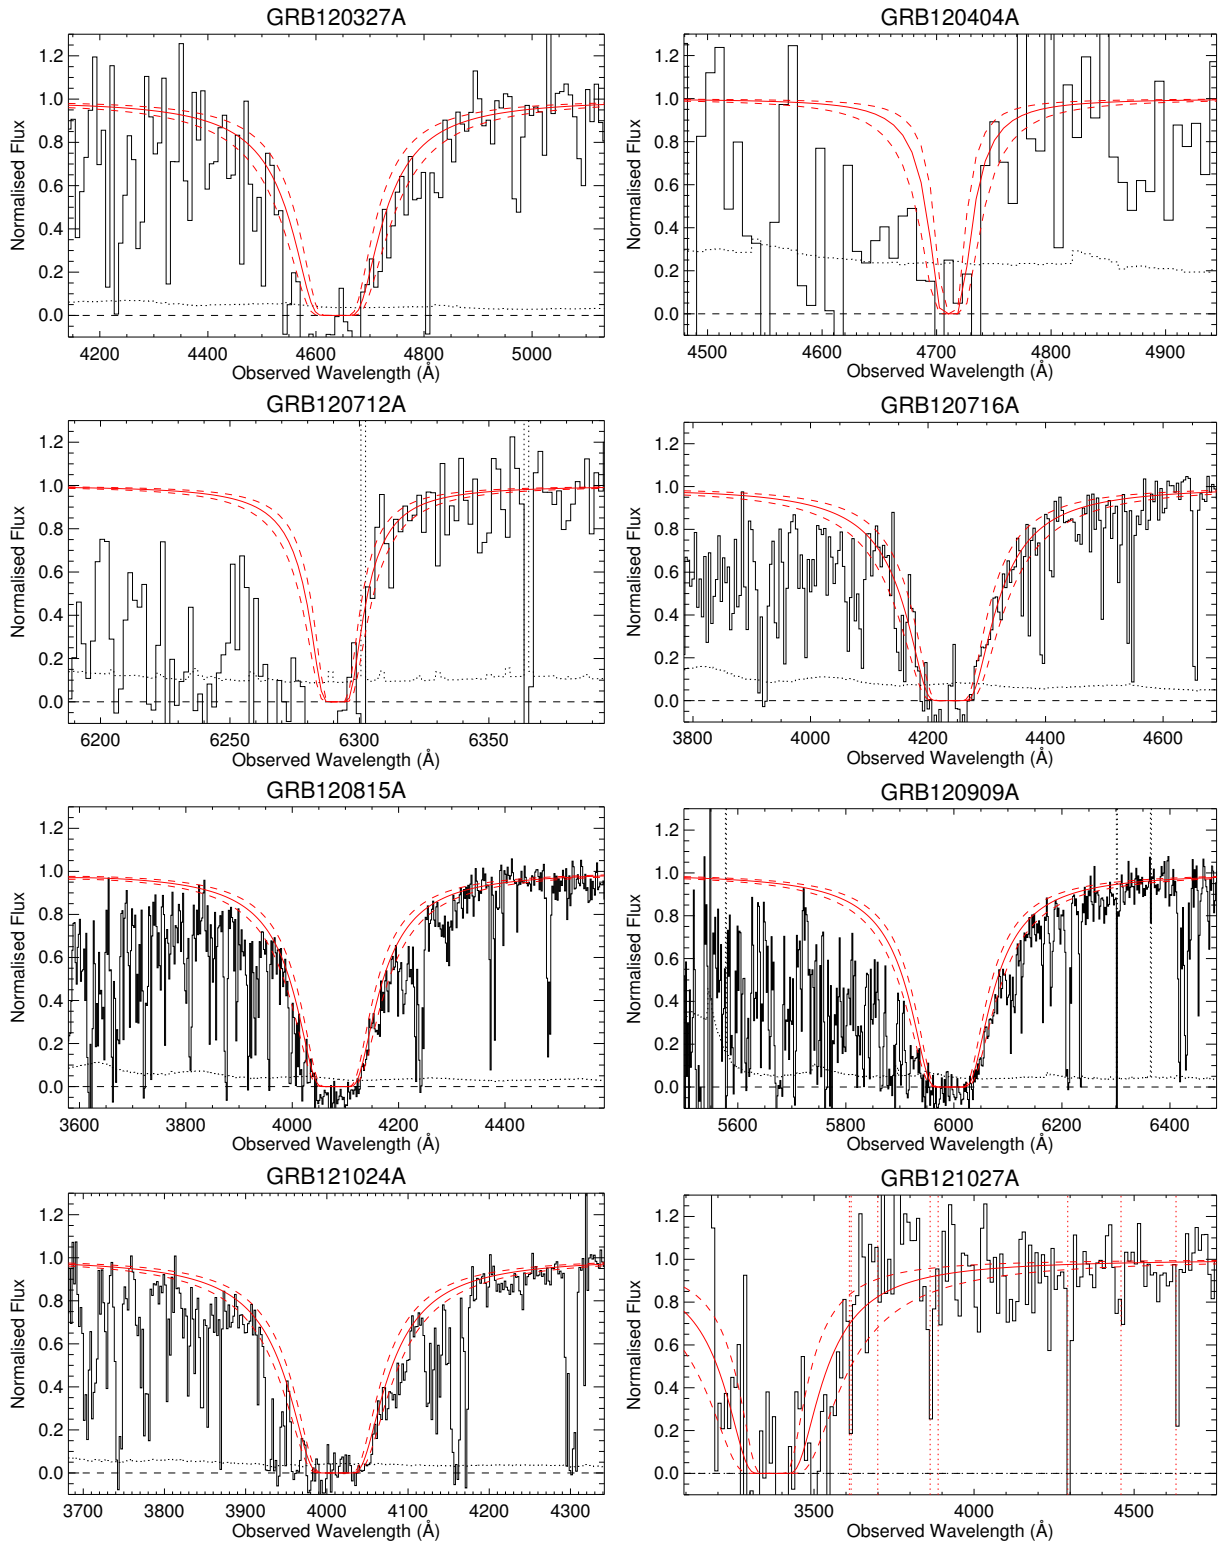 GRB120327A
Normalised Flux
1.2
1.0
0.8
0.6
0.4
0.2
0.0
4200 4400 4600 4800 5000
Observed Wavelength (Å)
GRB120404A
Normalised Flux
1.2
1.0
0.8
0.6
0.4
0.2
0.0
4500 4600 4700 4800 4900
Observed Wavelength (Å)
GRB120712A
Normalised Flux
1.2
1.0
0.8
0.6
0.4
0.2
0.0
6200 6250 6300 6350
Observed Wavelength (Å)
GRB120716A
Normalised Flux
1.2
1.0
0.8
0.6
0.4
0.2
0.0
3800 4000 4200 4400 4600
Observed Wavelength (Å)
GRB120815A
Normalised Flux
1.2
1.0
0.8
0.6
0.4
0.2
0.0
3600 3800 4000 4200 4400
Observed Wavelength (Å)
GRB120909A
Normalised Flux
1.2
1.0
0.8
0.6
0.4
0.2
0.0
5600 5800 6000 6200 6400
Observed Wavelength (Å)
GRB121024A
Normalised Flux
1.2
1.0
0.8
0.6
0.4
0.2
0.0
3700 3800 3900 4000 4100 4200 4300
Observed Wavelength (Å)
GRB121027A
Normalised Flux
1.2
1.0
0.8
0.6
0.4
0.2
0.0
3500 4000 4500
Observed Wavelength (Å)